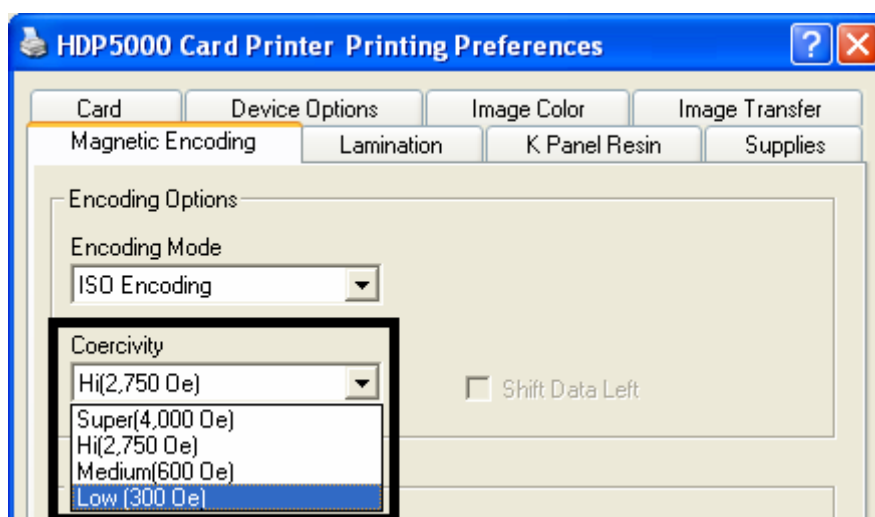 HDP5000 Card Printer Printing Preferences
Card Device Options Image Color Image Transfer
Magnetic Encoding Lamination K Panel Resin Supplies
Encoding Options
Encoding Mode
ISO Encoding
Coercivity
Hi(2,750 Oe)
Shift Data Left
Super(4,000 Oe)
Hi(2,750 Oe)
Medium(600 Oe)
Low (300 Oe)